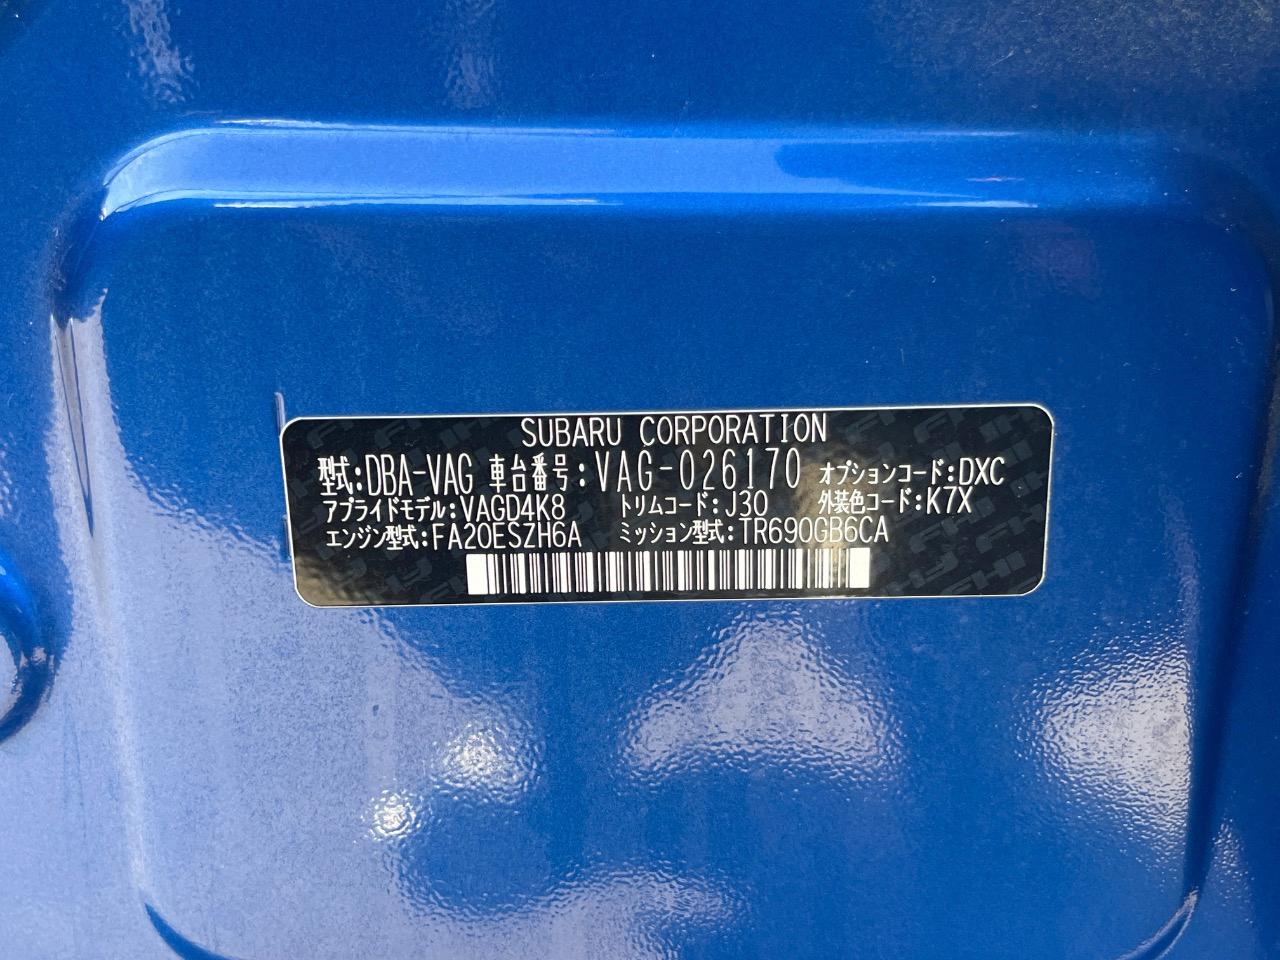 SUBARU CORPORATION
型式:DBA-VAG 車台番号:VAG-026170 オプションコード:DXC
アプライドモデル:VAGD4K8 トリムコード:J30 外装色コード:K7X
エンジン型式:FA20ESZH6A ミッション型式:TR690GB6CA